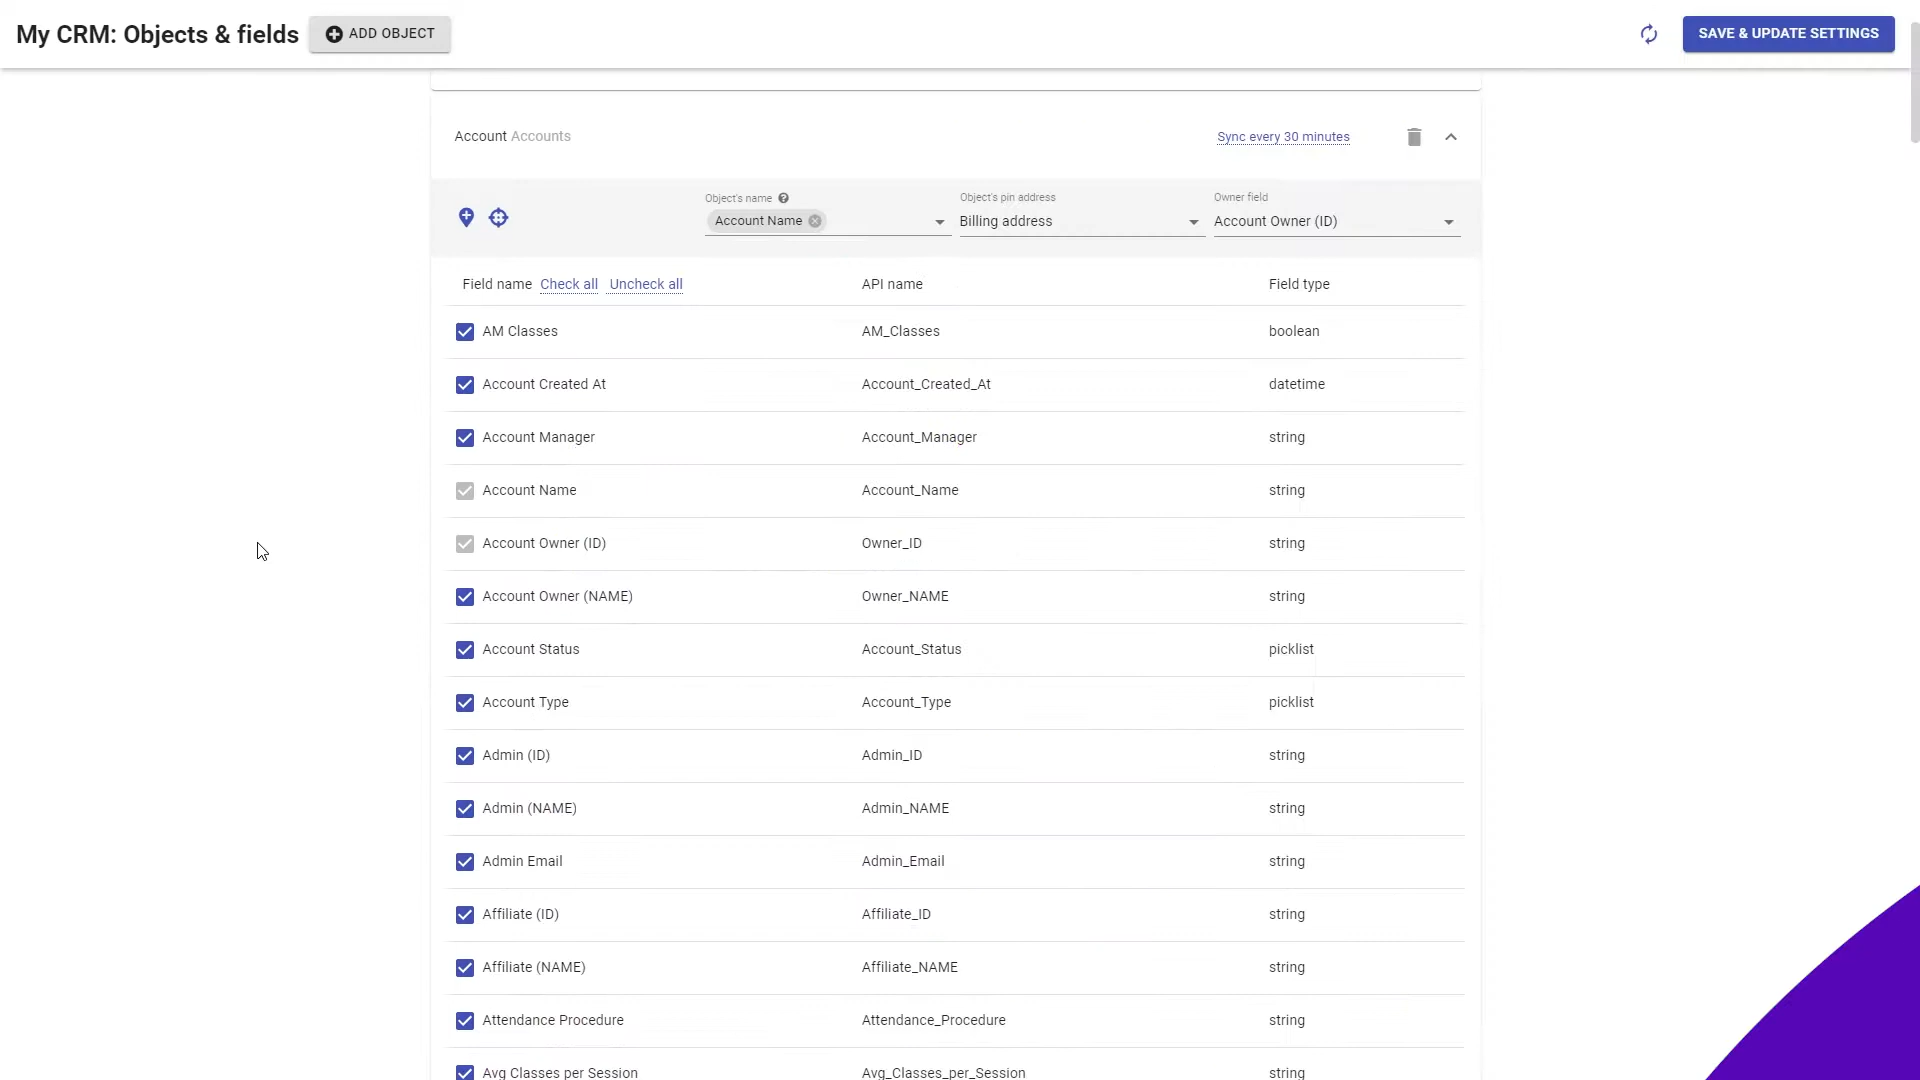 My CRM: Objects & fields
ADD OBJECT
SAVE & UPDATE SETTINGS
Account Accounts
Sync every 30 minutes
Object's name
Object's pin address
Owner field
Account Name
Billing address
Account Owner (ID)
Field name Check all Uncheck all
API name
Field type
AM Classes AM_Classes boolean
Account Created At Account_Created_At datetime
Account Manager Account_Manager string
Account Name Account_Name string
Account Owner (ID) Owner_ID string
Account Owner (NAME) Owner_NAME string
Account Status Account_Status picklist
Account Type Account_Type picklist
Admin (ID) Admin_ID string
Admin (NAME) Admin_NAME string
Admin Email Admin_Email string
Affiliate (ID) Affiliate_ID string
Affiliate (NAME) Affiliate_NAME string
Attendance Procedure Attendance_Procedure string
Avg Classes per Session Avg_Classes_per_Session string